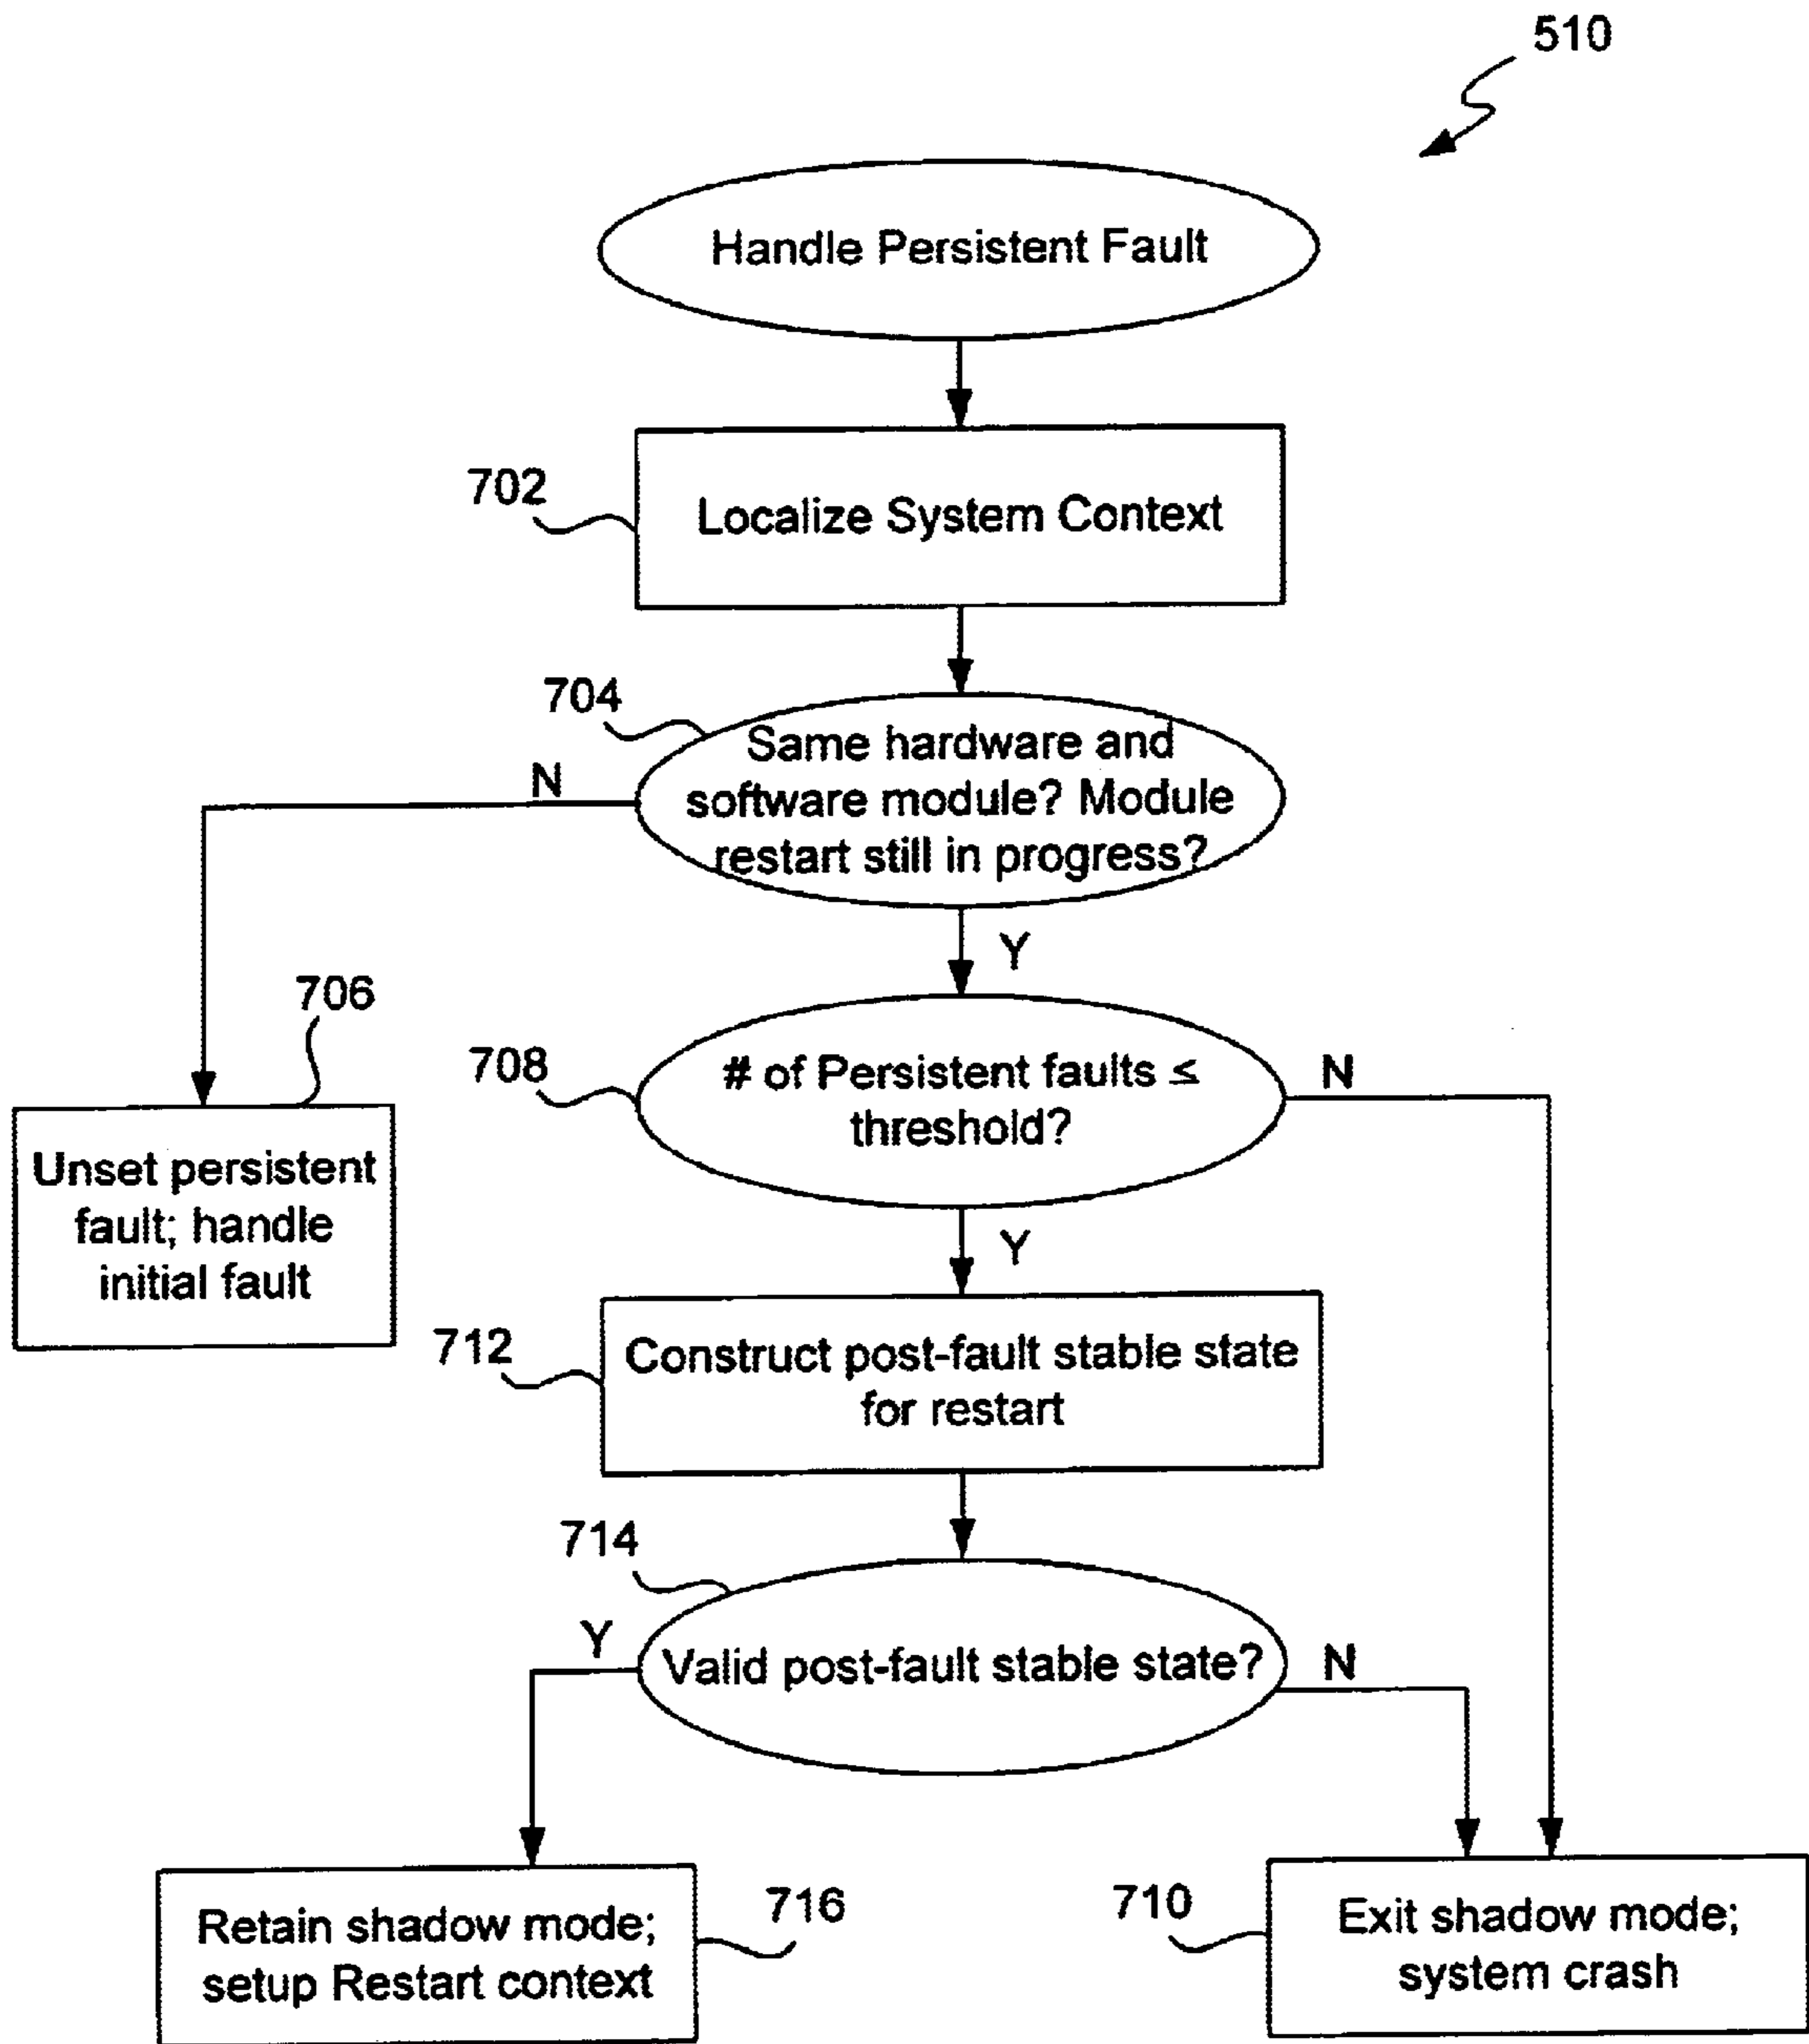 510
Handle Persistent Fault
702
Localize System Context
704
Same hardware and
software module? Module
restart still in progress?
N
Y
706
Unset persistent
fault; handle
initial fault
708
# of Persistent faults ≤
threshold?
N
Y
712
Construct post-fault stable state
for restart
714
Y
Valid post-fault stable state?
N
Retain shadow mode;
setup Restart context
716
710
Exit shadow mode;
system crash